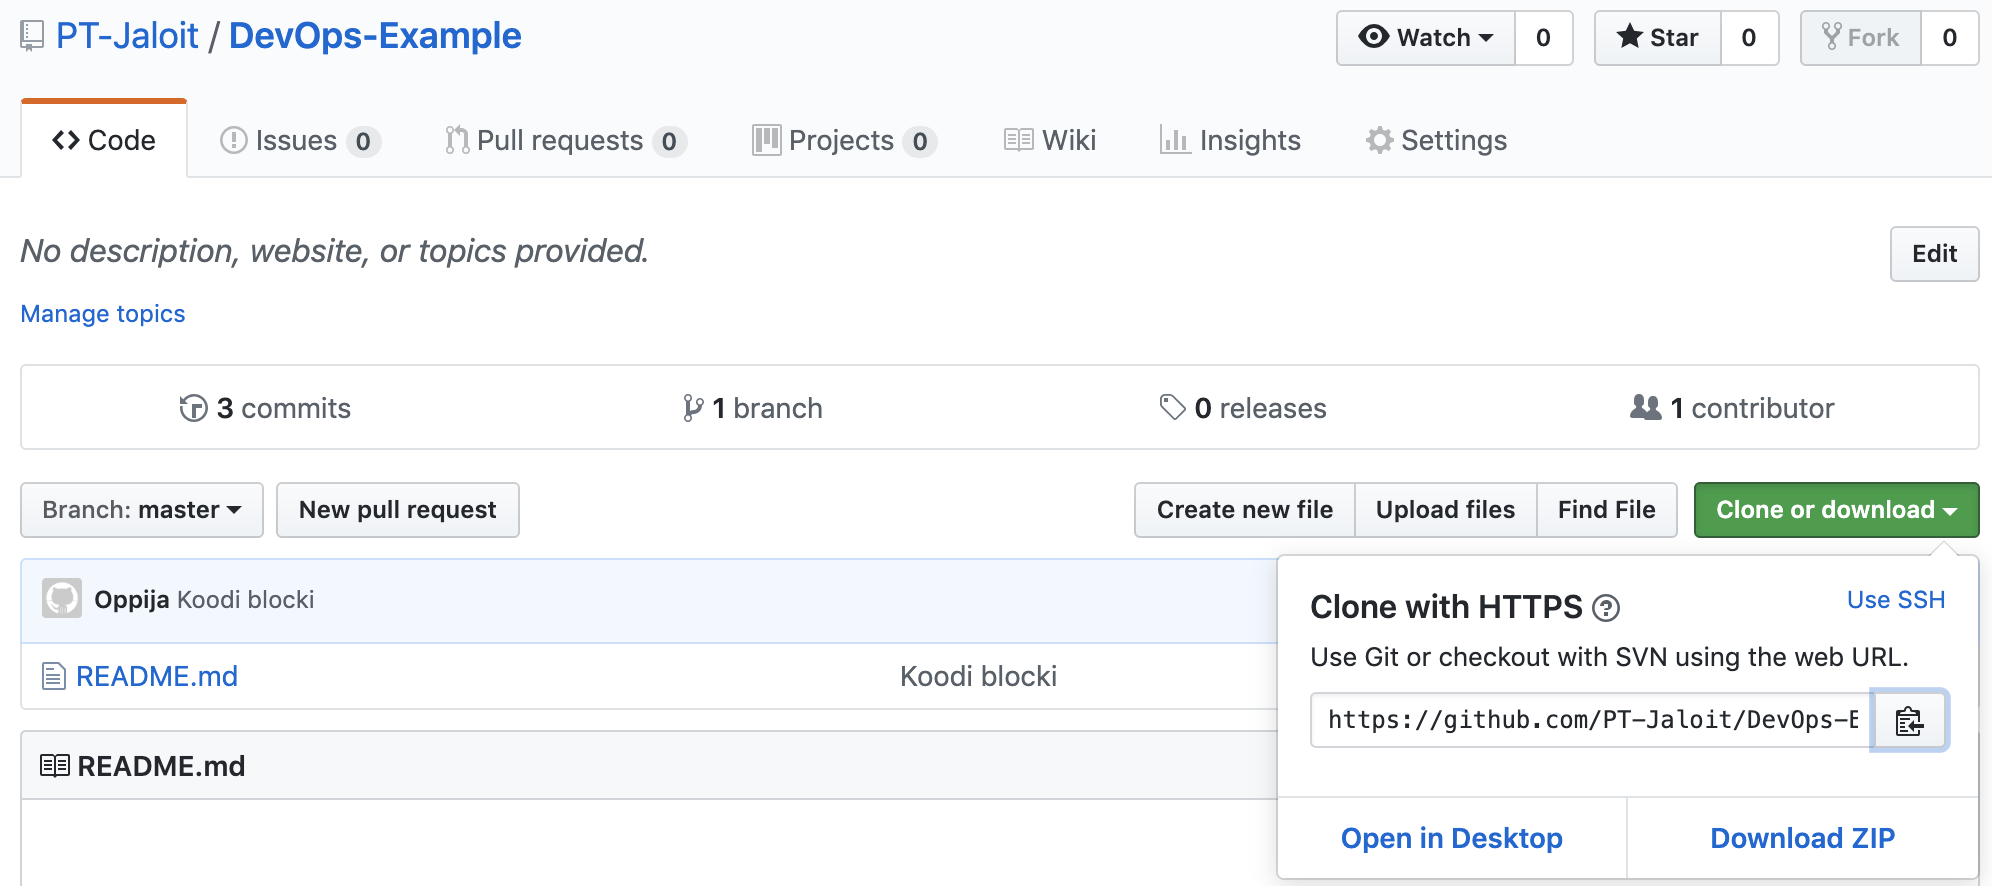 PT-Jaloit / DevOps-Example
Watch 0 Star 0 Fork 0
Code Issues 0 Pull requests 0 Projects 0 Wiki Insights Settings
No description, website, or topics provided.
Edit
Manage topics
3 commits 1 branch 0 releases 1 contributor
Branch: master New pull request Create new file Upload files Find File Clone or download
Oppija Koodi blocki
README.md Koodi blocki
README.md
Clone with HTTPS ? Use SSH
Use Git or checkout with SVN using the web URL.
https://github.com/PT-Jaloit/DevOps-E
Open in Desktop Download ZIP